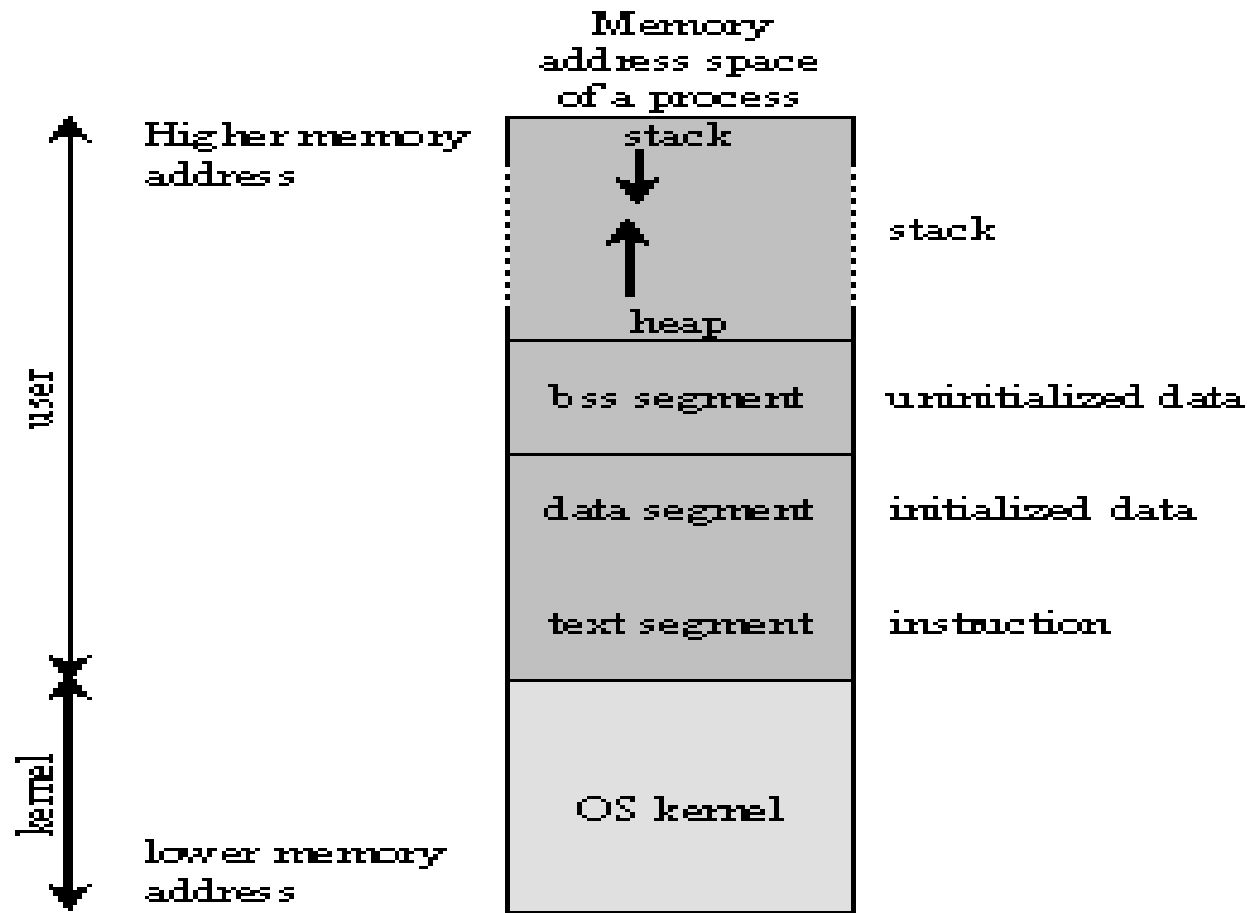 Memory
address space
of a process
Higher memory
address
stack
stack
heap
user
bss segment
uninitialized data
data segment
initialized data
text segment
instruction
kernel
OS kernel
lower memory
address